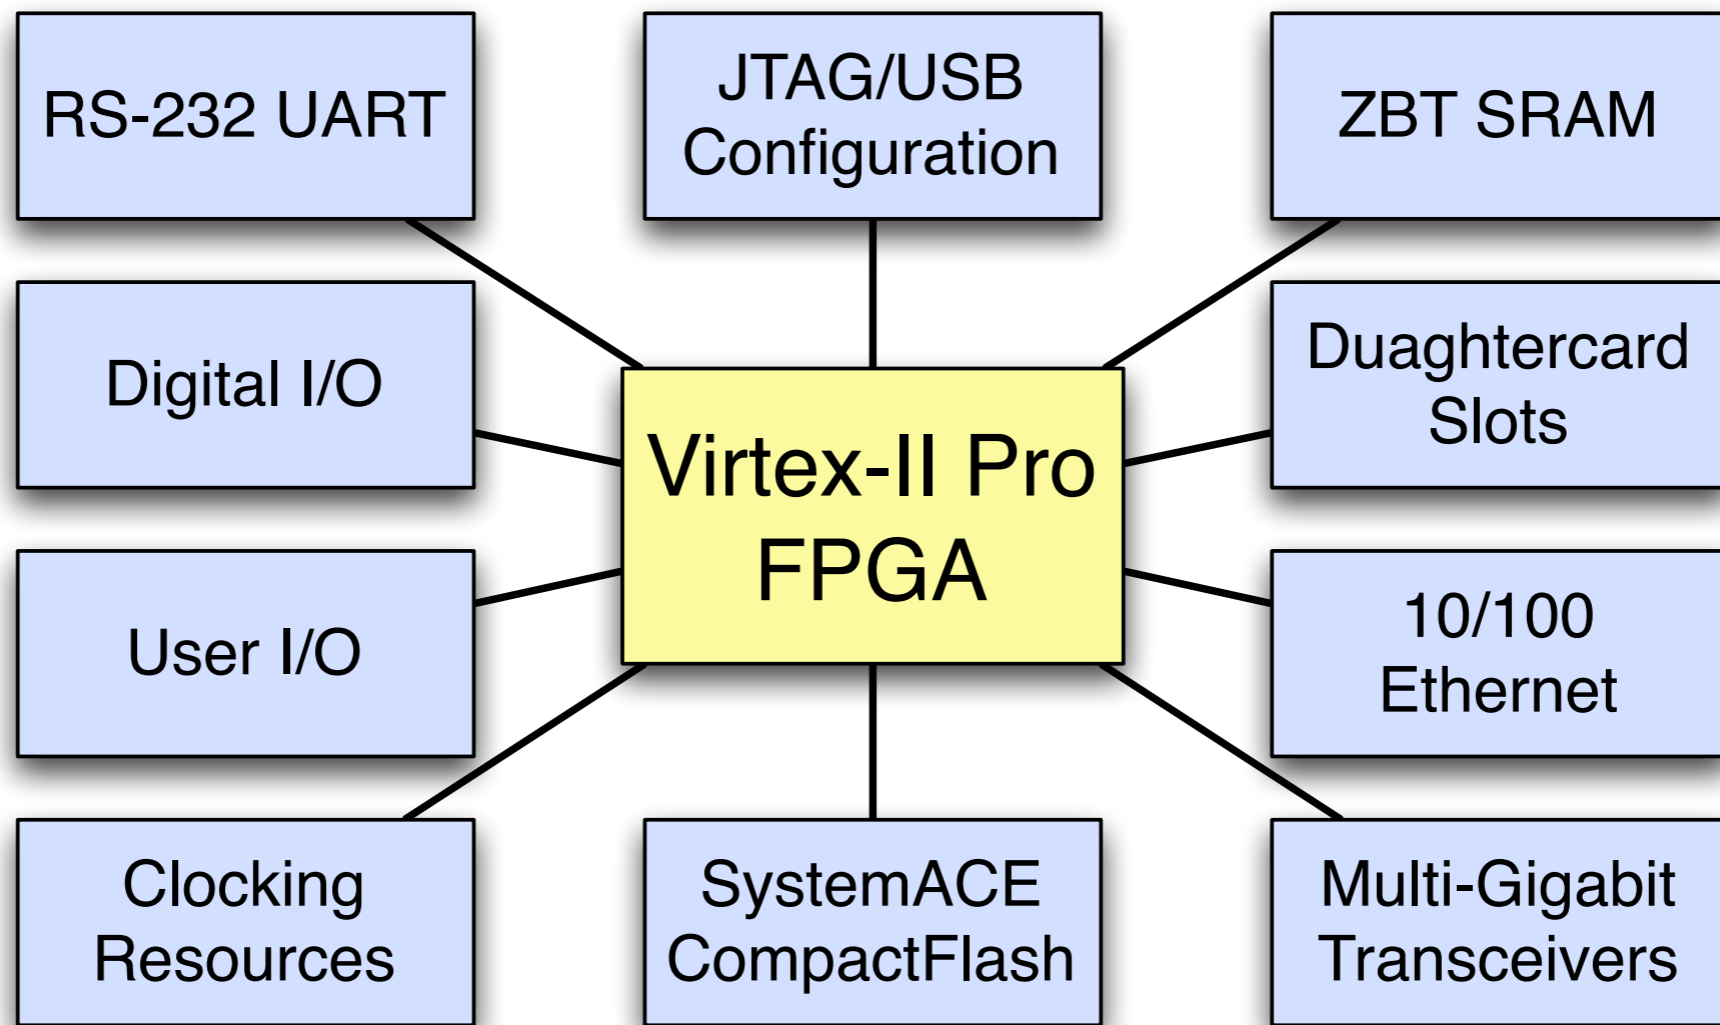 RS-232 UART
JTAG/USB
Configuration
ZBT SRAM
Digital I/O
Duaghtercard
Slots
Virtex-II Pro
FPGA
User I/O
10/100
Ethernet
Clocking
Resources
SystemACE
CompactFlash
Multi-Gigabit
Transceivers